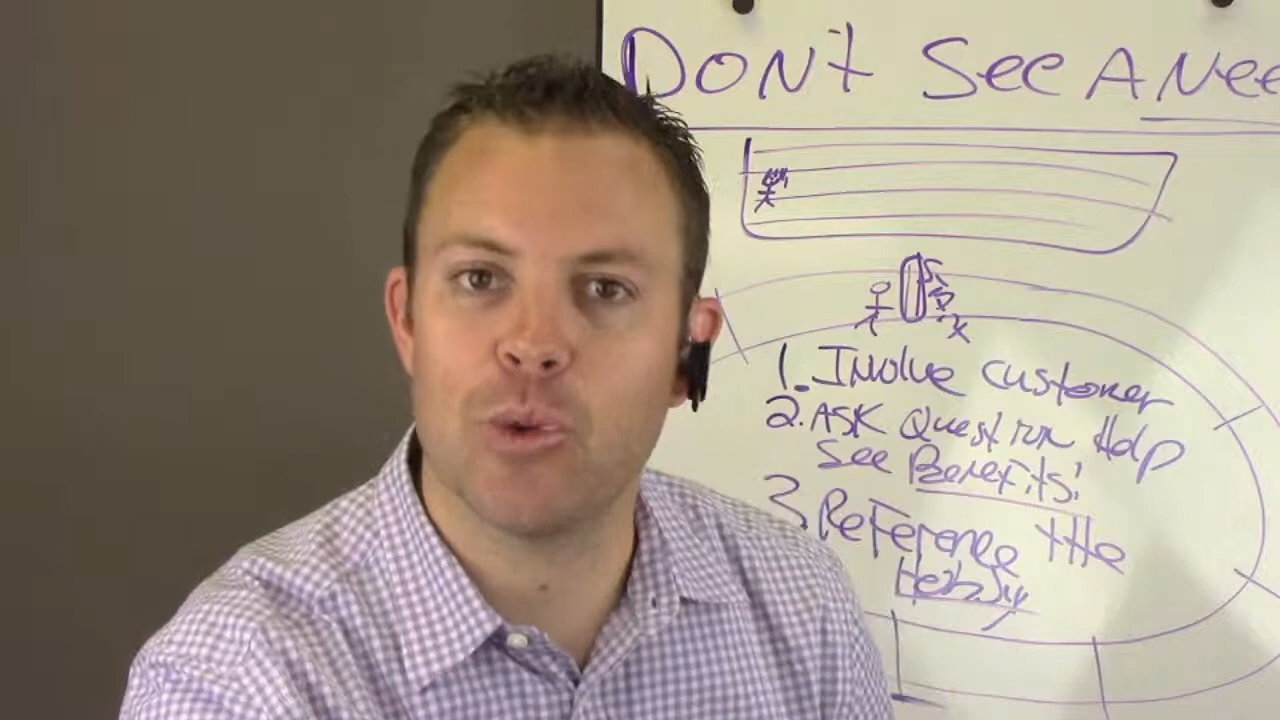 DON't See A Nee
1. Involve customer
2. ASK Question Help
See Benefits!
3. Reference the